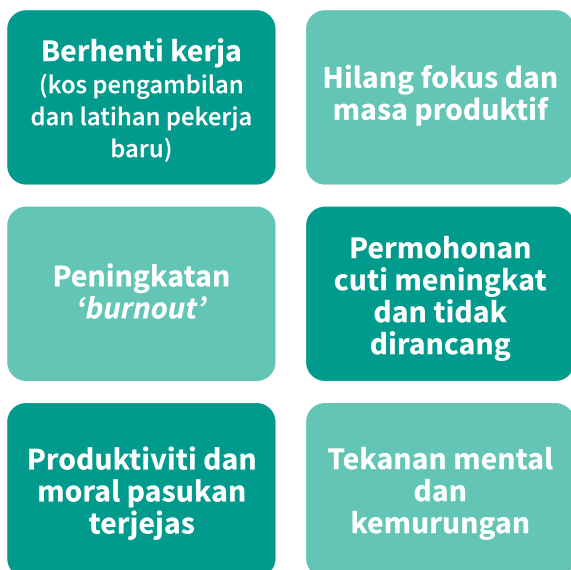 Berhenti kerja
(kos pengambilan
dan latihan pekerja
baru)
Hilang fokus dan
masa produktif
Peningkatan
‘burnout’
Permohonan
cuti meningkat
dan tidak
dirancang
Produktiviti dan
moral pasukan
terjejas
Tekanan mental
dan
kemurungan